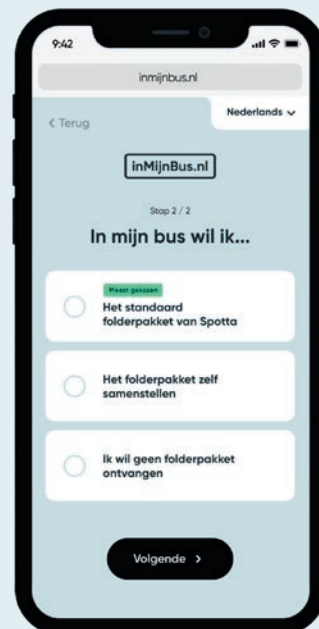 9:42
inmijnbus.nl
Nederlands
< Terug
inMijnBus.nl
Stap 2 / 2
In mijn bus wil ik...
Meest gekozen
Het standaard
folderpakket van Spotta
Het folderpakket zelf
samenstellen
Ik wil geen folderpakket
ontvangen
Volgende >